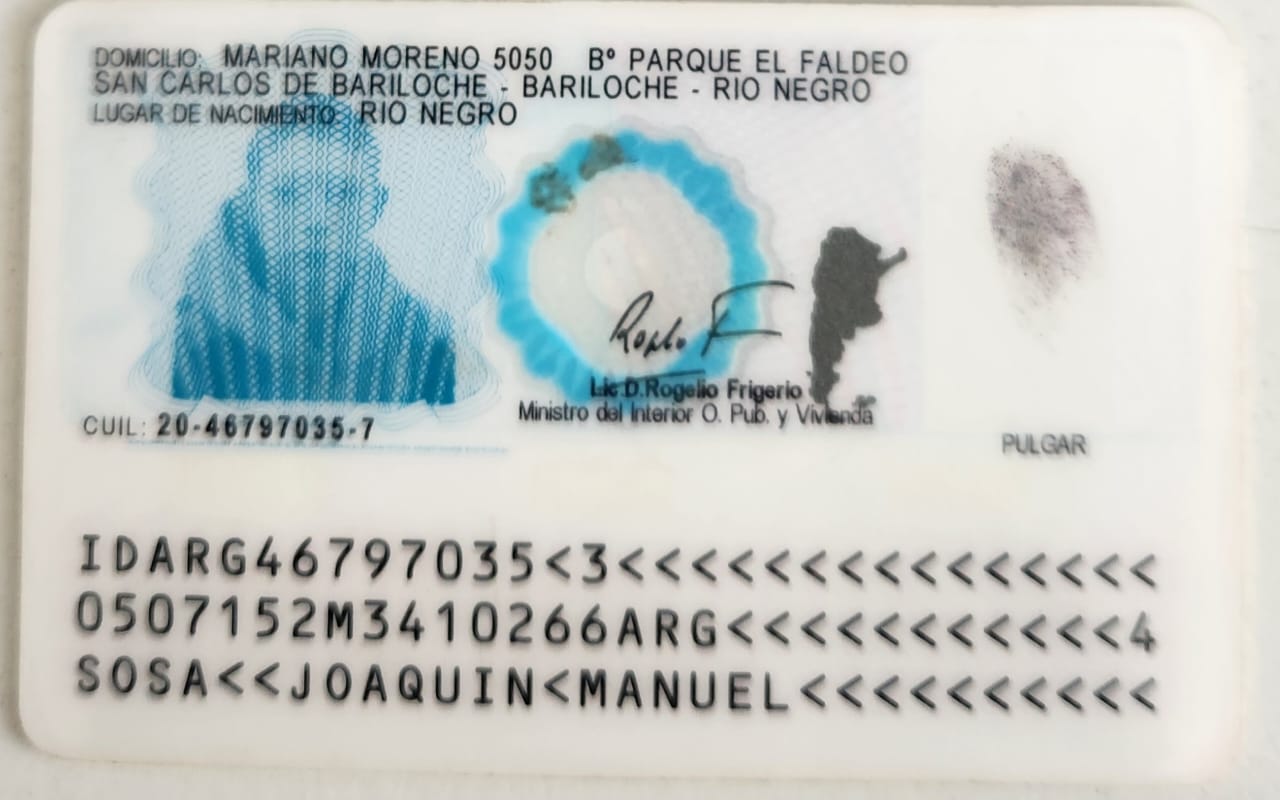 DOMICILIO: MARIANO MORENO 5050 Bº PARQUE EL FALDEO
SAN CARLOS DE BARILOCHE - BARILOCHE - RIO NEGRO
LUGAR DE NACIMIENTO: RIO NEGRO
Lic D.Rogelio Frigerio
Ministro del Interior O. Pub. y Vivienda
CUIL: 20-46797035-7
PULGAR
IDARG46797035<3<<<<<<<<<<<<<<<
0507152M3410266ARG<<<<<<<<<<<4
SOSA<<JOAQUIN<MANUEL<<<<<<<<<<